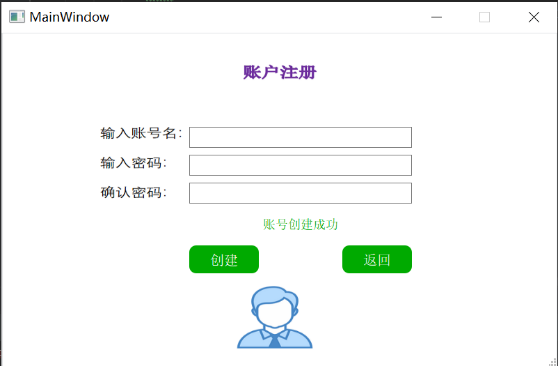 MainWindow
账户注册
输入账号名:
输入密码:
确认密码:
账号创建成功
创建
返回